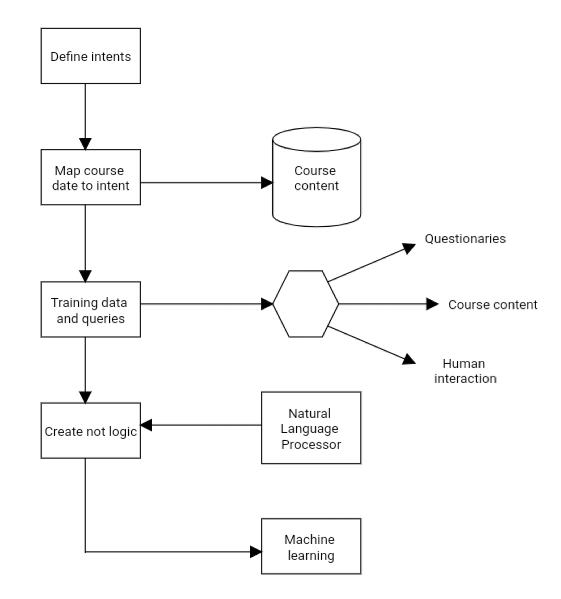 Define intents
Map course
date to intent
Course
content
Questionaries
Training data
and queries
Course content
Human
interaction
Create not logic
Natural
Language
Processor
Machine
learning